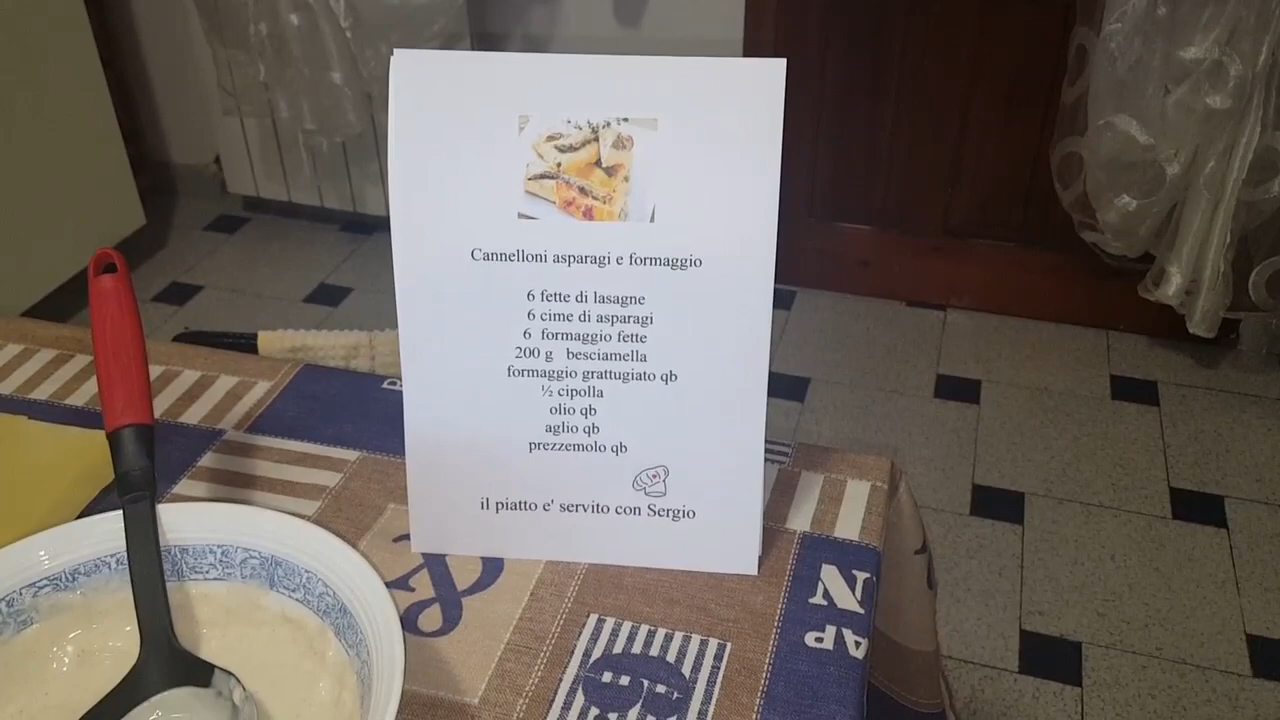 Cannelloni asparagi e formaggio
6 fette di lasagne
6 cime di asparagi
6 formaggio fette
200 g besciamella
formaggio grattugiato qb
½ cipolla
olio qb
aglio qb
prezzemolo qb
il piatto e' servito con Sergio
N
AP